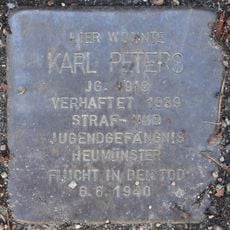 HIER WOHNTE
KARL PETERS
JG. 1918
VERHAFTET 1939
STRAF- UND
JUGENDGEFÄNGNIS
NEUMÜNSTER
FLUCHT IN DEN TOD
6.6.1940